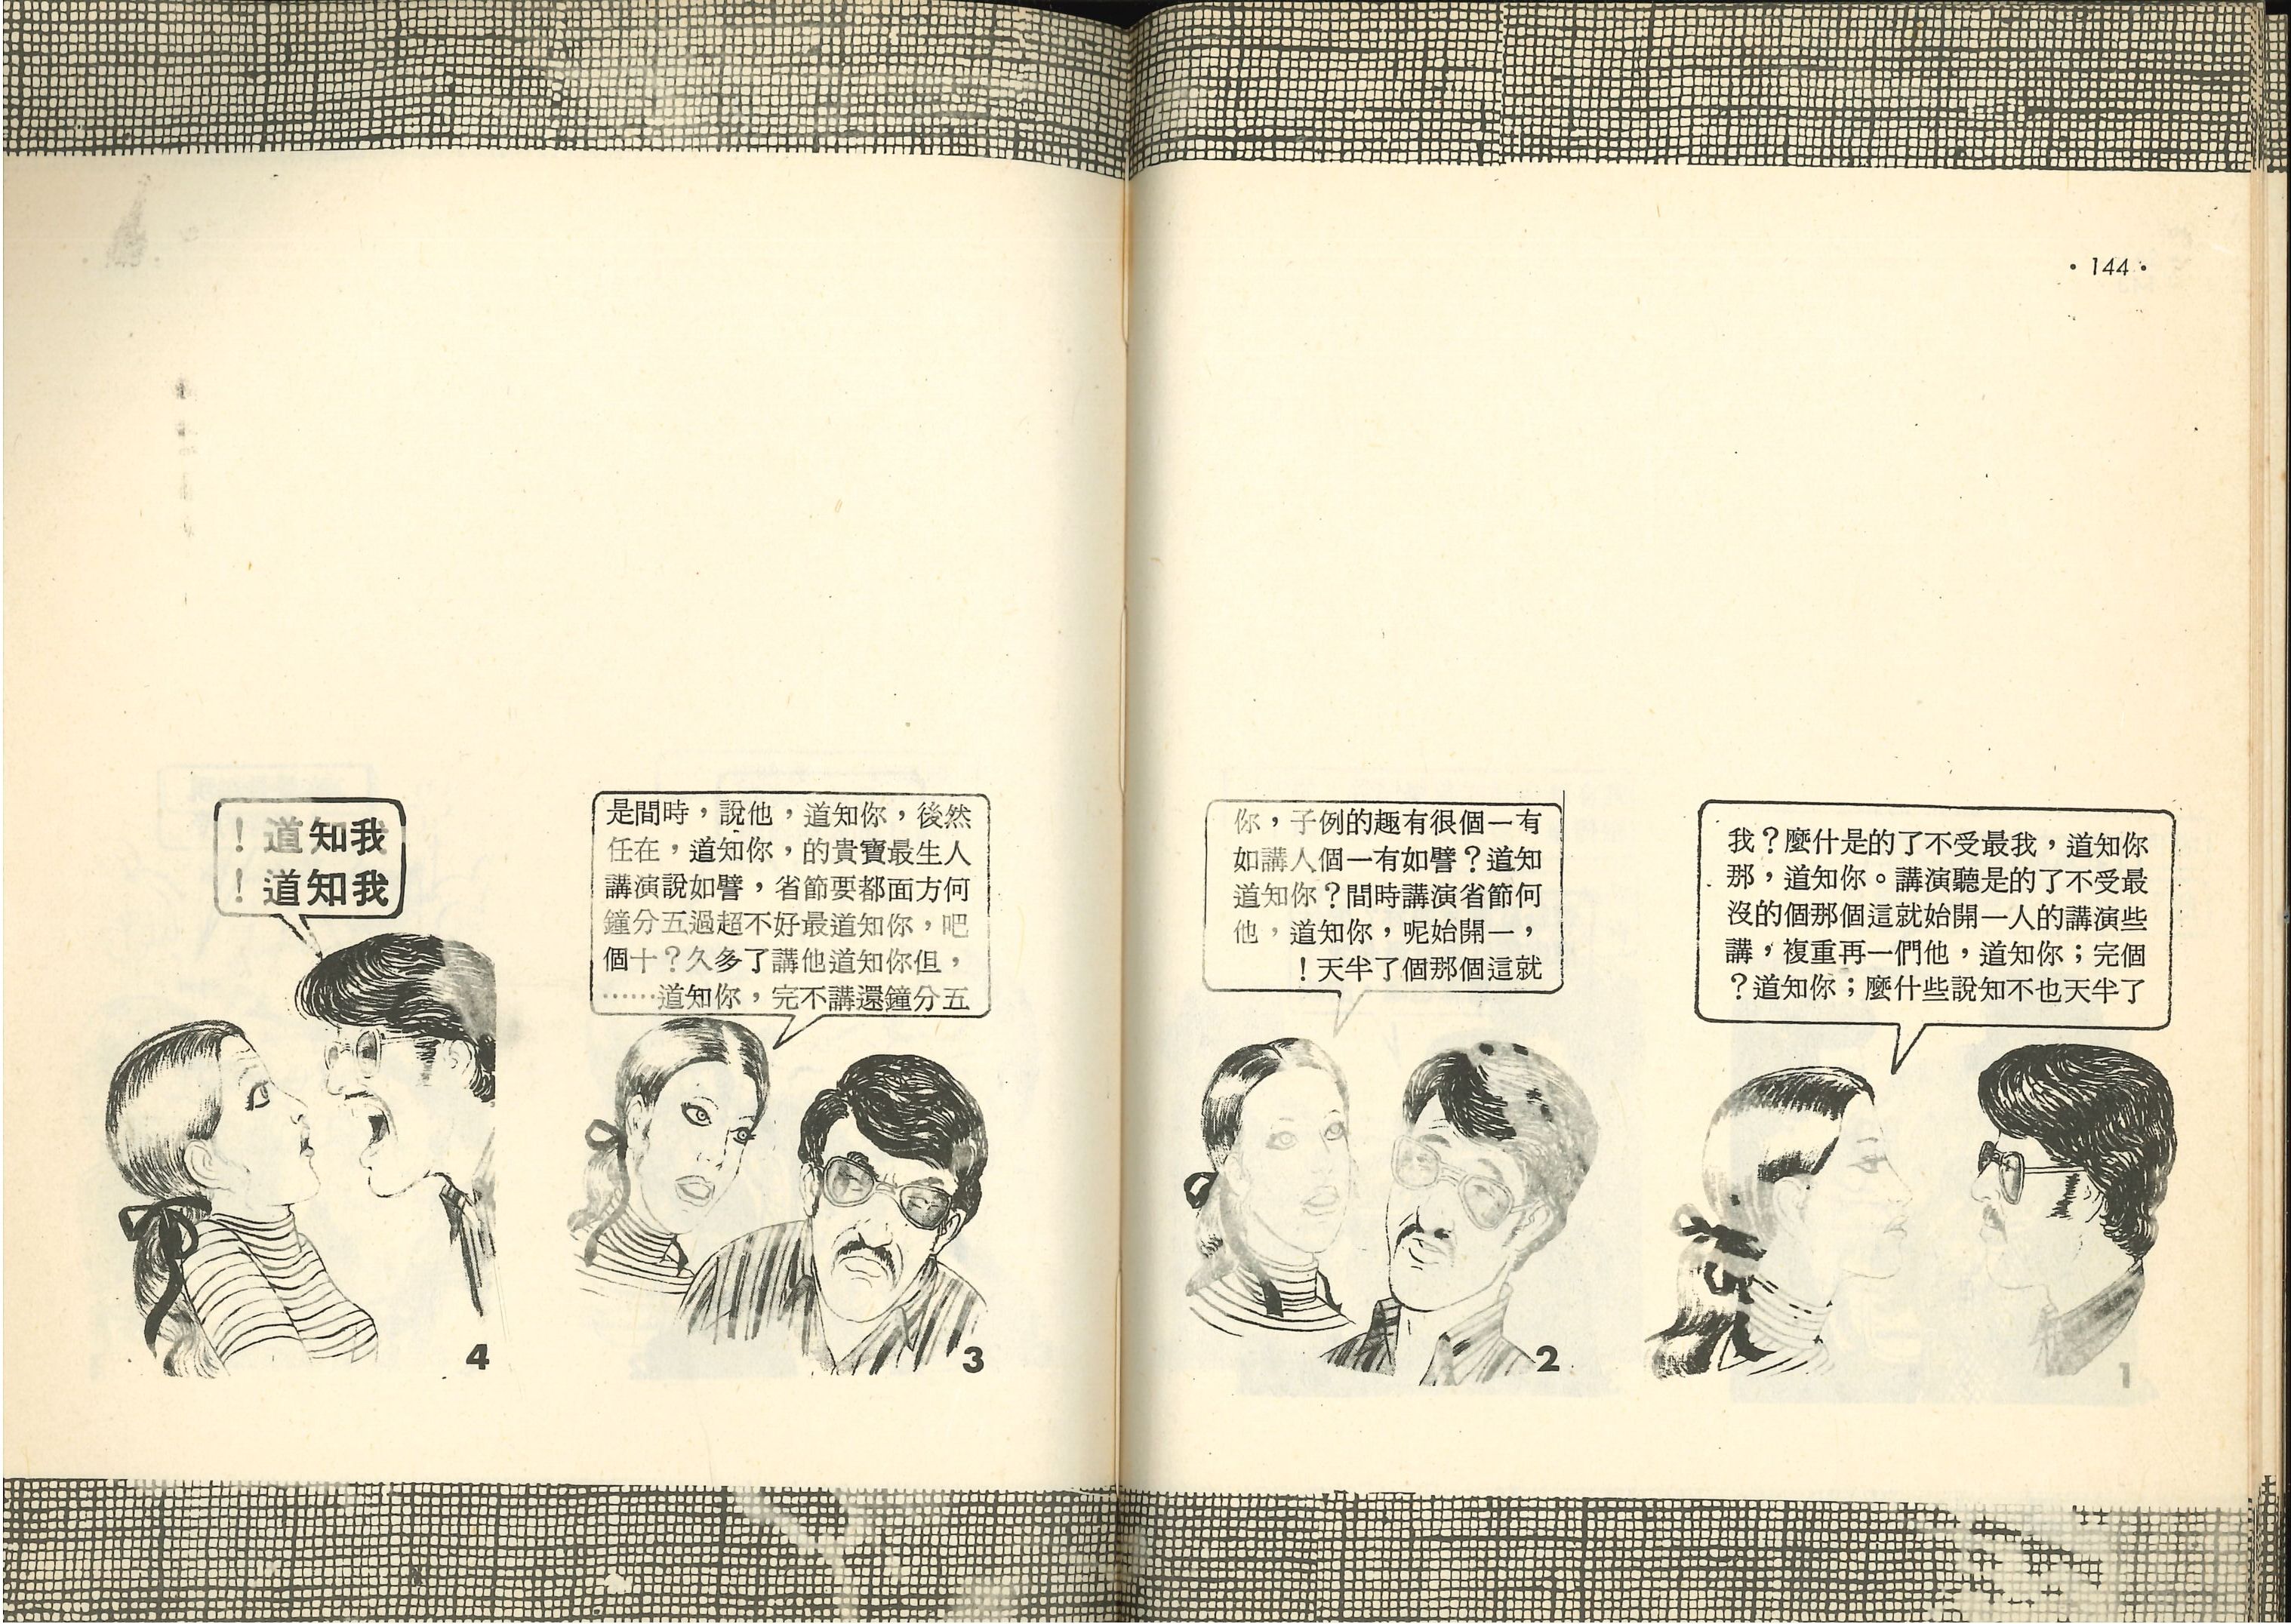 · 144 ·
你知道，我最受不了的是什麼？我
最受不了的是聽演講。你知道，那
些演講的人一開始就這個那個的沒
個完；你知道，他們一再重複，講
了半天也不知說些什麼；你知道？
1
有一個很有趣的例子，你
知道？譬如有一個人講如
何節省演講時間？你知道
，一開始呢，你知道，他
就這個那個了半天！
2
然後，你知道，他說，時間是
人生最寶貴的，你知道，在任
何方面都要節省，譬如說演講
吧，你知道最好不超過五分鐘
，但你知道他講了多久？十個
五分鐘還講不完，你知道……
3
我知道！
我知道！
4